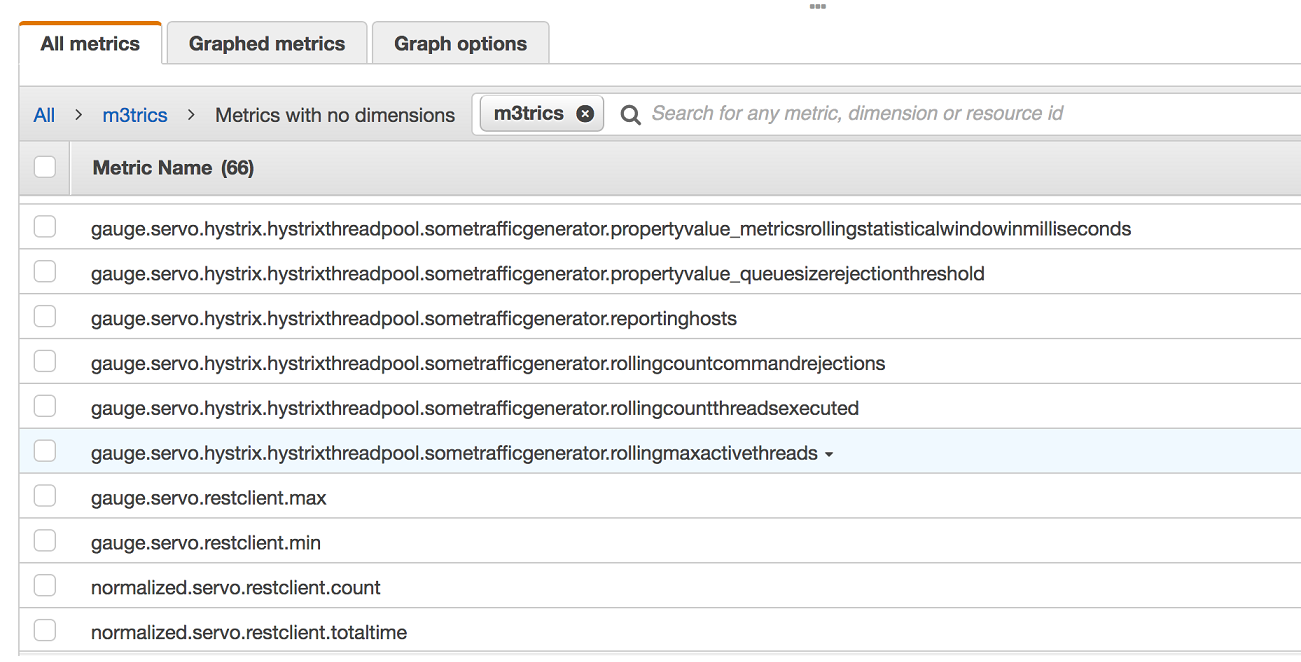 All metrics Graphed metrics Graph options
All > m3trics > Metrics with no dimensions m3trics Search for any metric, dimension or resource id
Metric Name (66)
gauge.servo.hystrix.hystrixthreadpool.sometrafficgenerator.propertyvalue_metricsrollingstatisticalwindowinmilliseconds
gauge.servo.hystrix.hystrixthreadpool.sometrafficgenerator.propertyvalue_queuesizerejectionthreshold
gauge.servo.hystrix.hystrixthreadpool.sometrafficgenerator.reportinghosts
gauge.servo.hystrix.hystrixthreadpool.sometrafficgenerator.rollingcountcommandrejections
gauge.servo.hystrix.hystrixthreadpool.sometrafficgenerator.rollingcountthreadsexecuted
gauge.servo.hystrix.hystrixthreadpool.sometrafficgenerator.rollingmaxactivethreads
gauge.servo.restclient.max
gauge.servo.restclient.min
normalized.servo.restclient.count
normalized.servo.restclient.totaltime